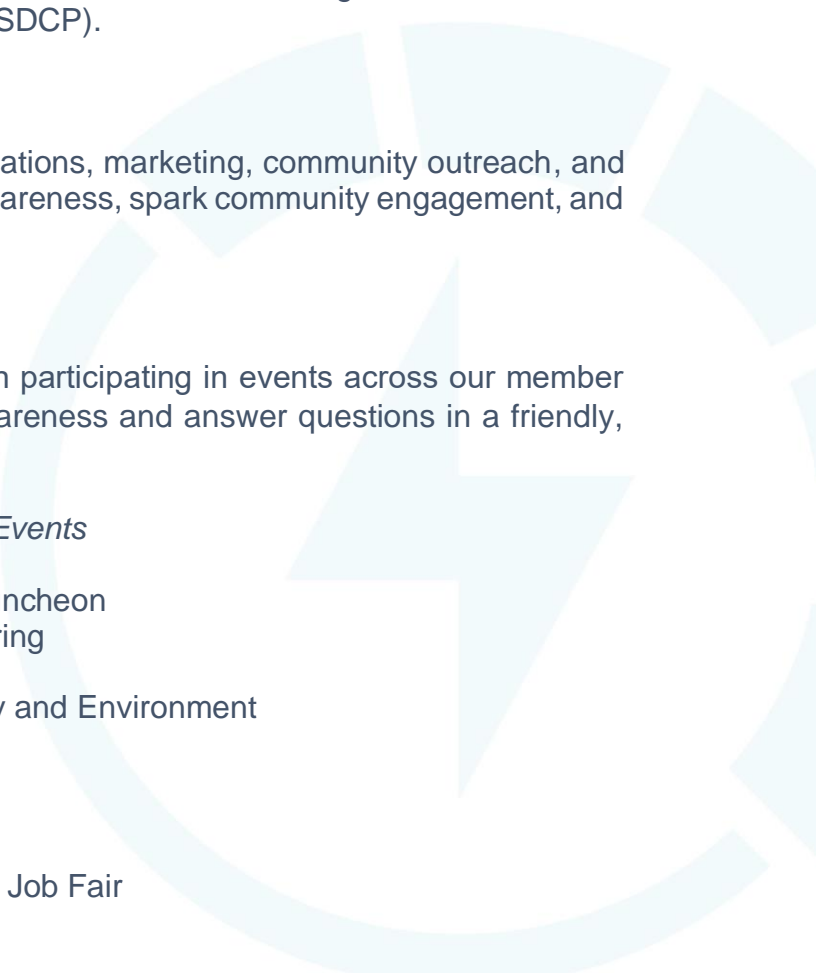 SDCP).
ations, marketing, community outreach, and
areness, spark community engagement, and
participating in events across our member
areness and answer questions in a friendly,
Events
ncheon
ring
and Environment
Job Fair